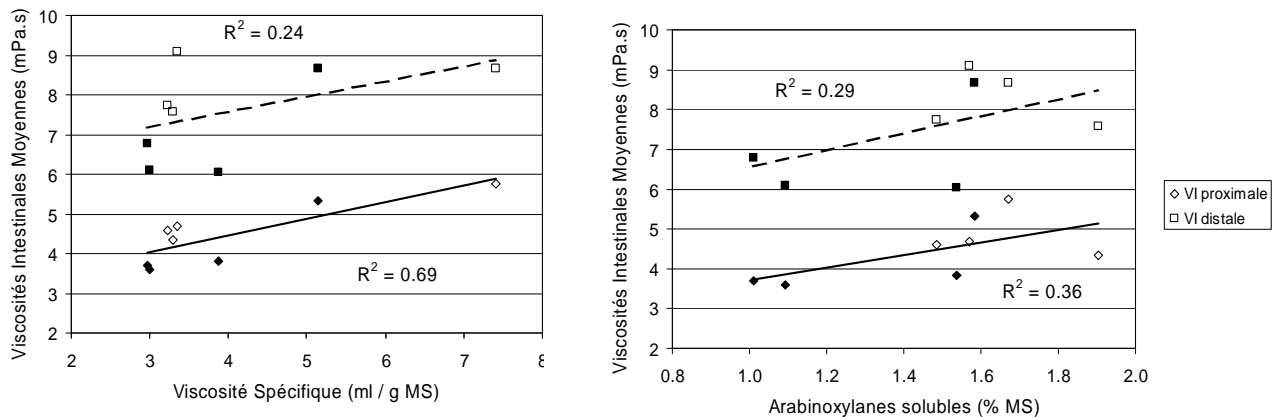 Viscosités Intestinales Moyennes (mPa.s)
10
9
8
7
6
5
4
3
2
R² = 0.24
R² = 0.69
2 3 4 5 6 7 8
Viscosité Spécifique (ml / g MS)
Viscosités Intestinales Moyennes (mPa.s)
10
9
8
7
6
5
4
3
2
R² = 0.29
R² = 0.36
0.8 1.0 1.2 1.4 1.6 1.8 2.0
Arabinoxylanes solubles (% MS)
VI proximale
VI distale